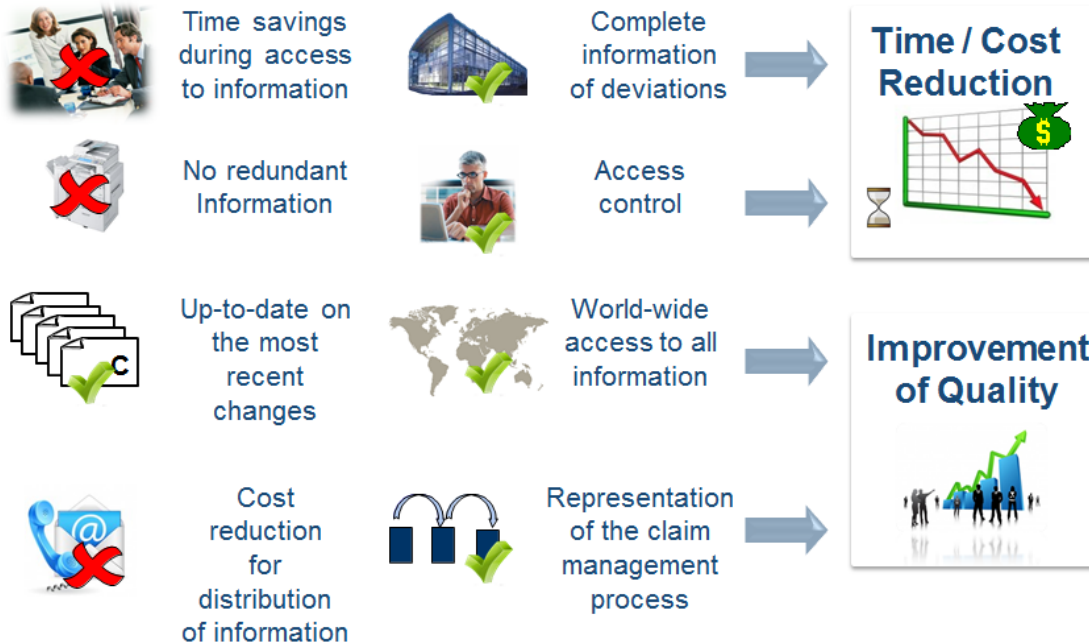 Time savings
during access
to information
Complete
information
of deviations
Time / Cost
Reduction
$
No redundant
Information
Access
control
Up-to-date on
the most
recent
changes
C
World-wide
access to all
information
Improvement
of Quality
@
Cost
reduction
for
distribution
of information
Representation
of the claim
management
process